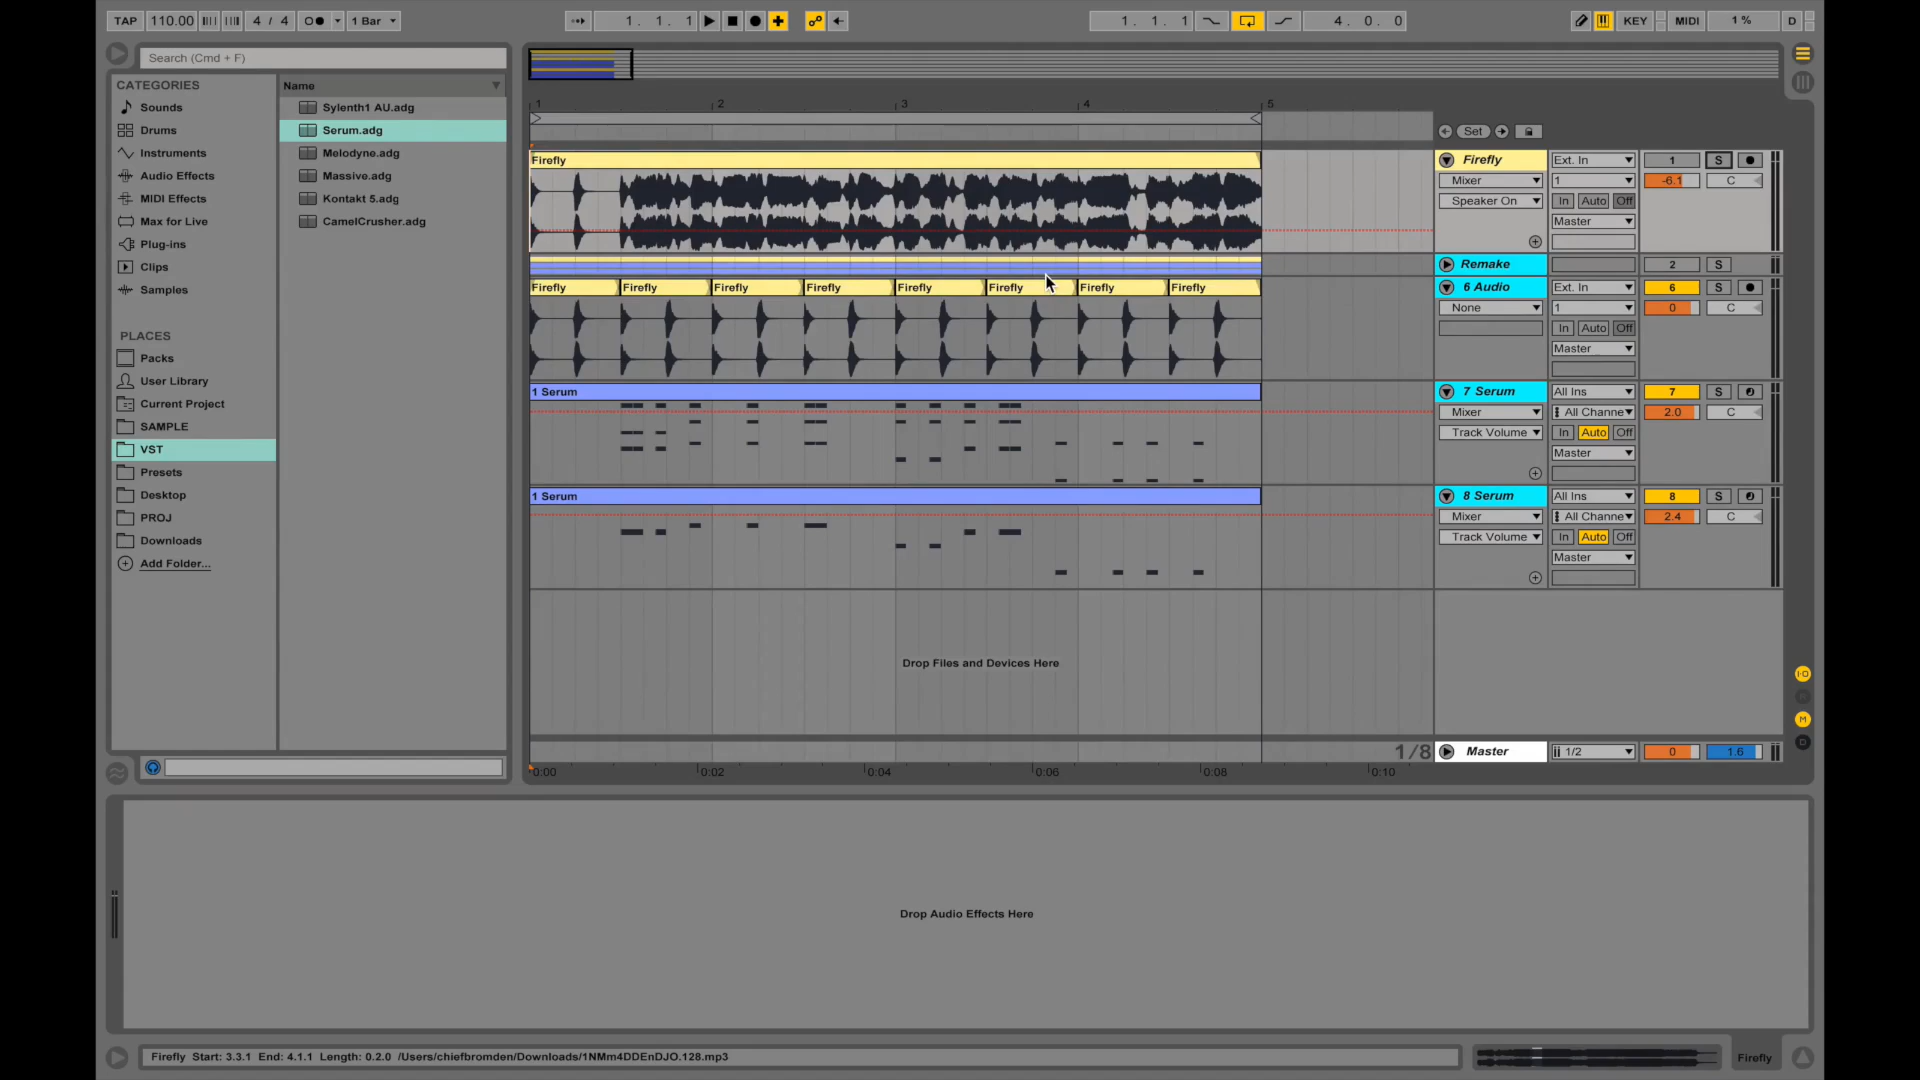 TAP 110.00 4 / 4 1 Bar 1. 1. 1 1. 1. 1 4. 0. 0 KEY MIDI 1 % D
Search (Cmd + F)
CATEGORIES
Sounds
Drums
Instruments
Audio Effects
MIDI Effects
Max for Live
Plug-ins
Clips
Samples
PLACES
Packs
User Library
Current Project
SAMPLE
VST
Presets
Desktop
PROJ
Downloads
Add Folder...
Name
Sylenth1 AU.adg
Serum.adg
Melodyne.adg
Massive.adg
Kontakt 5.adg
CamelCrusher.adg
1 2 3 4 5
Set
Firefly
Firefly Ext. In 1 S
Mixer 1 -6.1 C
Speaker On In Auto Off
Master
Remake 2 S
Firefly Firefly Firefly Firefly Firefly Firefly Firefly Firefly
6 Audio Ext. In 6 S
None 1 0 C
In Auto Off
Master
1 Serum
7 Serum All Ins 7 S
Mixer All Channe 2.0 C
Track Volume In Auto Off
Master
1 Serum
8 Serum All Ins 8 S
Mixer All Channe 2.4 C
Track Volume In Auto Off
Master
Drop Files and Devices Here
1/8 Master 1/2 0 1.6
0:00 0:02 0:04 0:06 0:08 0:10
I·O
M
D
Drop Audio Effects Here
Firefly Start: 3.3.1 End: 4.1.1 Length: 0.2.0 /Users/chiefbromden/Downloads/1NMm4DDEnDJO.128.mp3
Firefly